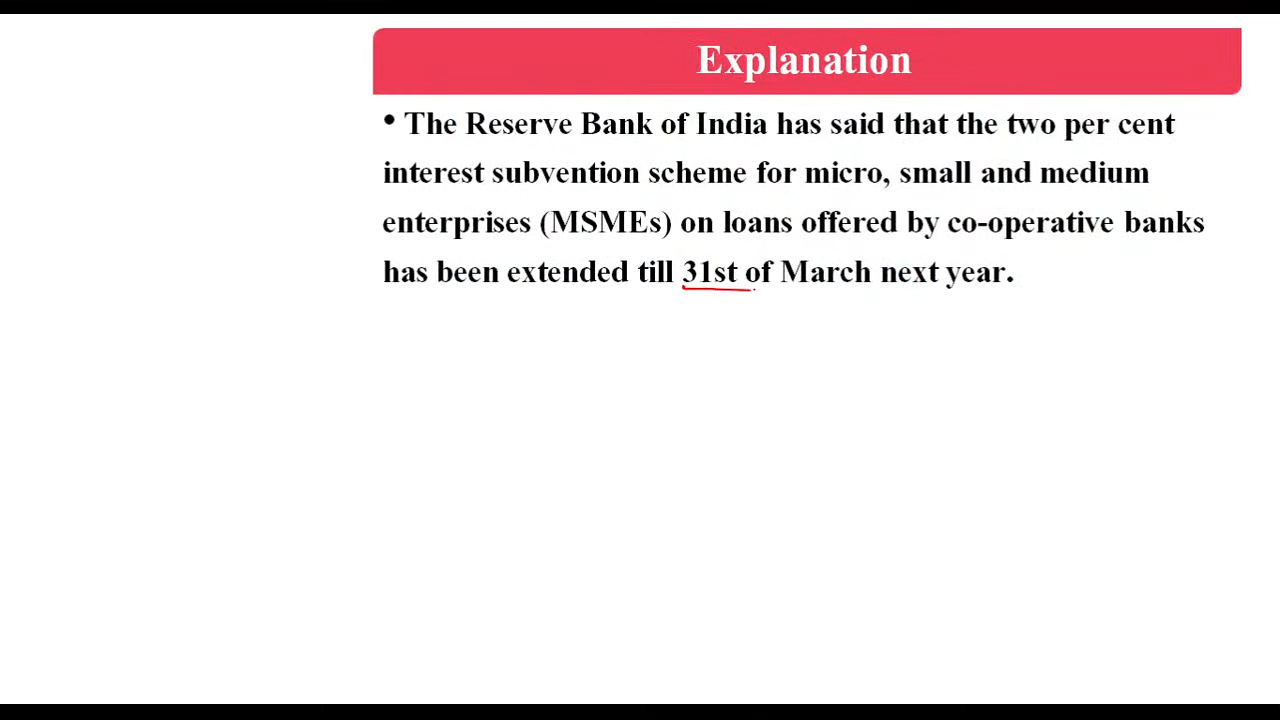 Explanation
• The Reserve Bank of India has said that the two per cent
interest subvention scheme for micro, small and medium
enterprises (MSMEs) on loans offered by co-operative banks
has been extended till 31st of March next year.